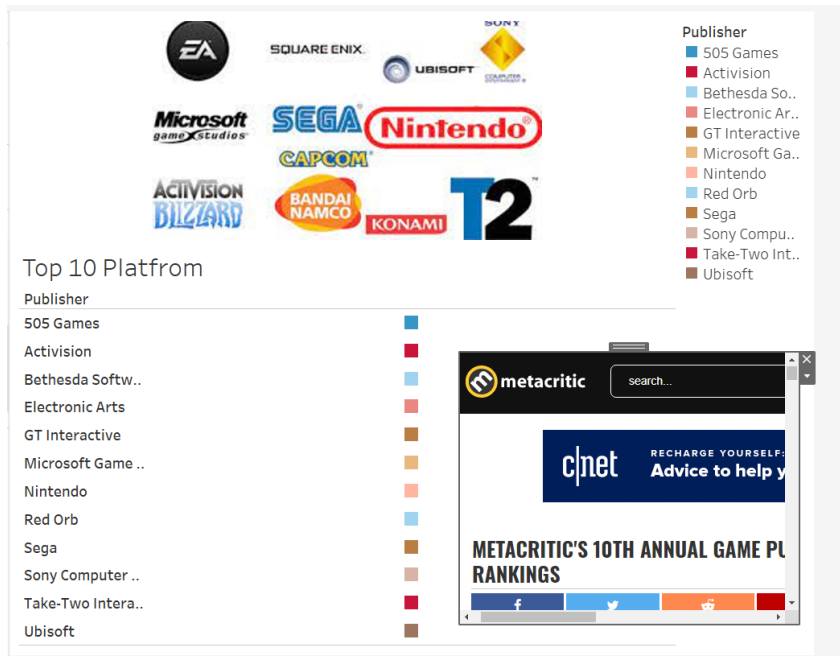 EA
SQUARE ENIX
SONY
COMPUTER
UBISOFT
Microsoft
game studios
SEGA
Nintendo
CAPCOM
ACTIVISION
BLIZZARD
BANDAI
NAMCO
KONAMI
T2
Publisher
505 Games
Activision
Bethesda So..
Electronic Ar..
GT Interactive
Microsoft Ga..
Nintendo
Red Orb
Sega
Sony Compu..
Take-Two Int..
Ubisoft
Top 10 Platfrom
Publisher
505 Games
Activision
Bethesda Softw..
Electronic Arts
GT Interactive
Microsoft Game ..
Nintendo
Red Orb
Sega
Sony Computer ..
Take-Two Intera..
Ubisoft
m metacritic
search...
c|net
RECHARGE YOURSELF:
Advice to help y
METACRITIC'S 10TH ANNUAL GAME PU
RANKINGS